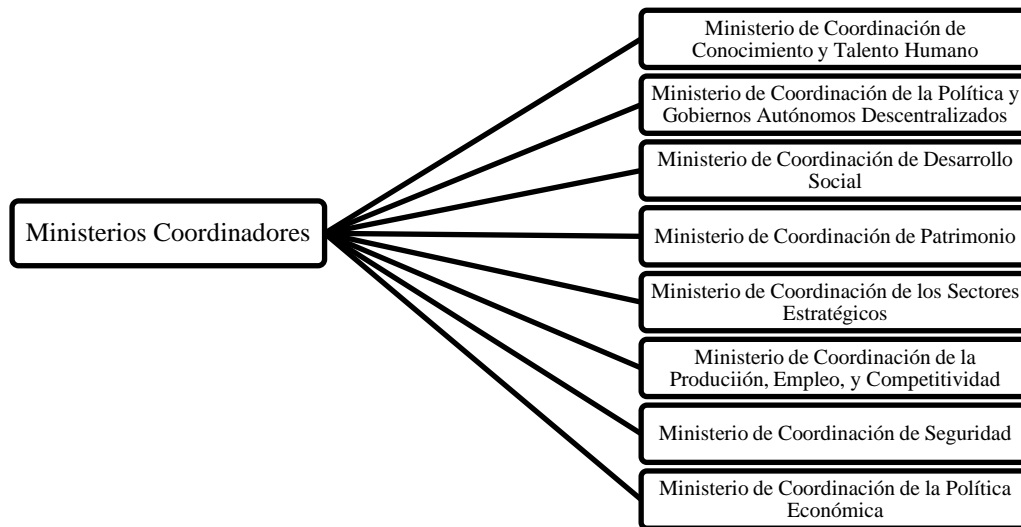 Ministerio de Coordinación de
Conocimiento y Talento Humano
Ministerio de Coordinación de la Política y
Gobiernos Autónomos Descentralizados
Ministerio de Coordinación de Desarrollo
Social
Ministerios Coordinadores
Ministerio de Coordinación de Patrimonio
Ministerio de Coordinación de los Sectores
Estratégicos
Ministerio de Coordinación de la
Produciión, Empleo, y Competitividad
Ministerio de Coordinación de Seguridad
Ministerio de Coordinación de la Política
Económica